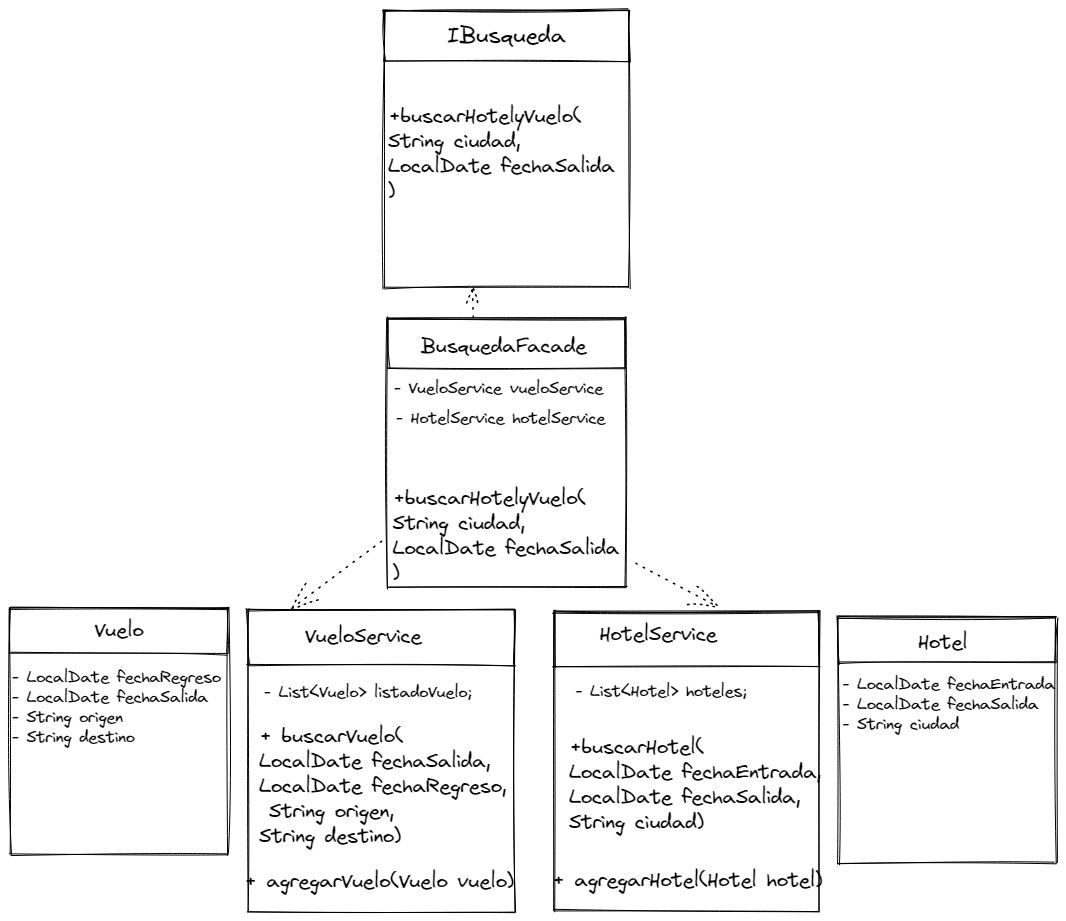 IBusqueda
+buscarHotelyVuelo(
String ciudad,
LocalDate fechaSalida
)
BusquedaFacade
- VueloService vueloService
- HotelService hotelService
+buscarHotelyVuelo(
String ciudad,
LocalDate fechaSalida
)
Vuelo
- LocalDate fechaRegreso
- LocalDate fechaSalida
- String origen
- String destino
VueloService
- List<Vuelo> listadoVuelo;
+ buscarVuelo(
LocalDate fechaSalida,
LocalDate fechaRegreso,
String origen,
String destino)
+ agregarVuelo(Vuelo vuelo)
HotelService
- List<Hotel> hoteles;
+buscarHotel(
LocalDate fechaEntrada,
LocalDate fechaSalida,
String ciudad)
+ agregarHotel(Hotel hotel)
Hotel
- LocalDate fechaEntrada
- LocalDate fechaSalida
- String ciudad